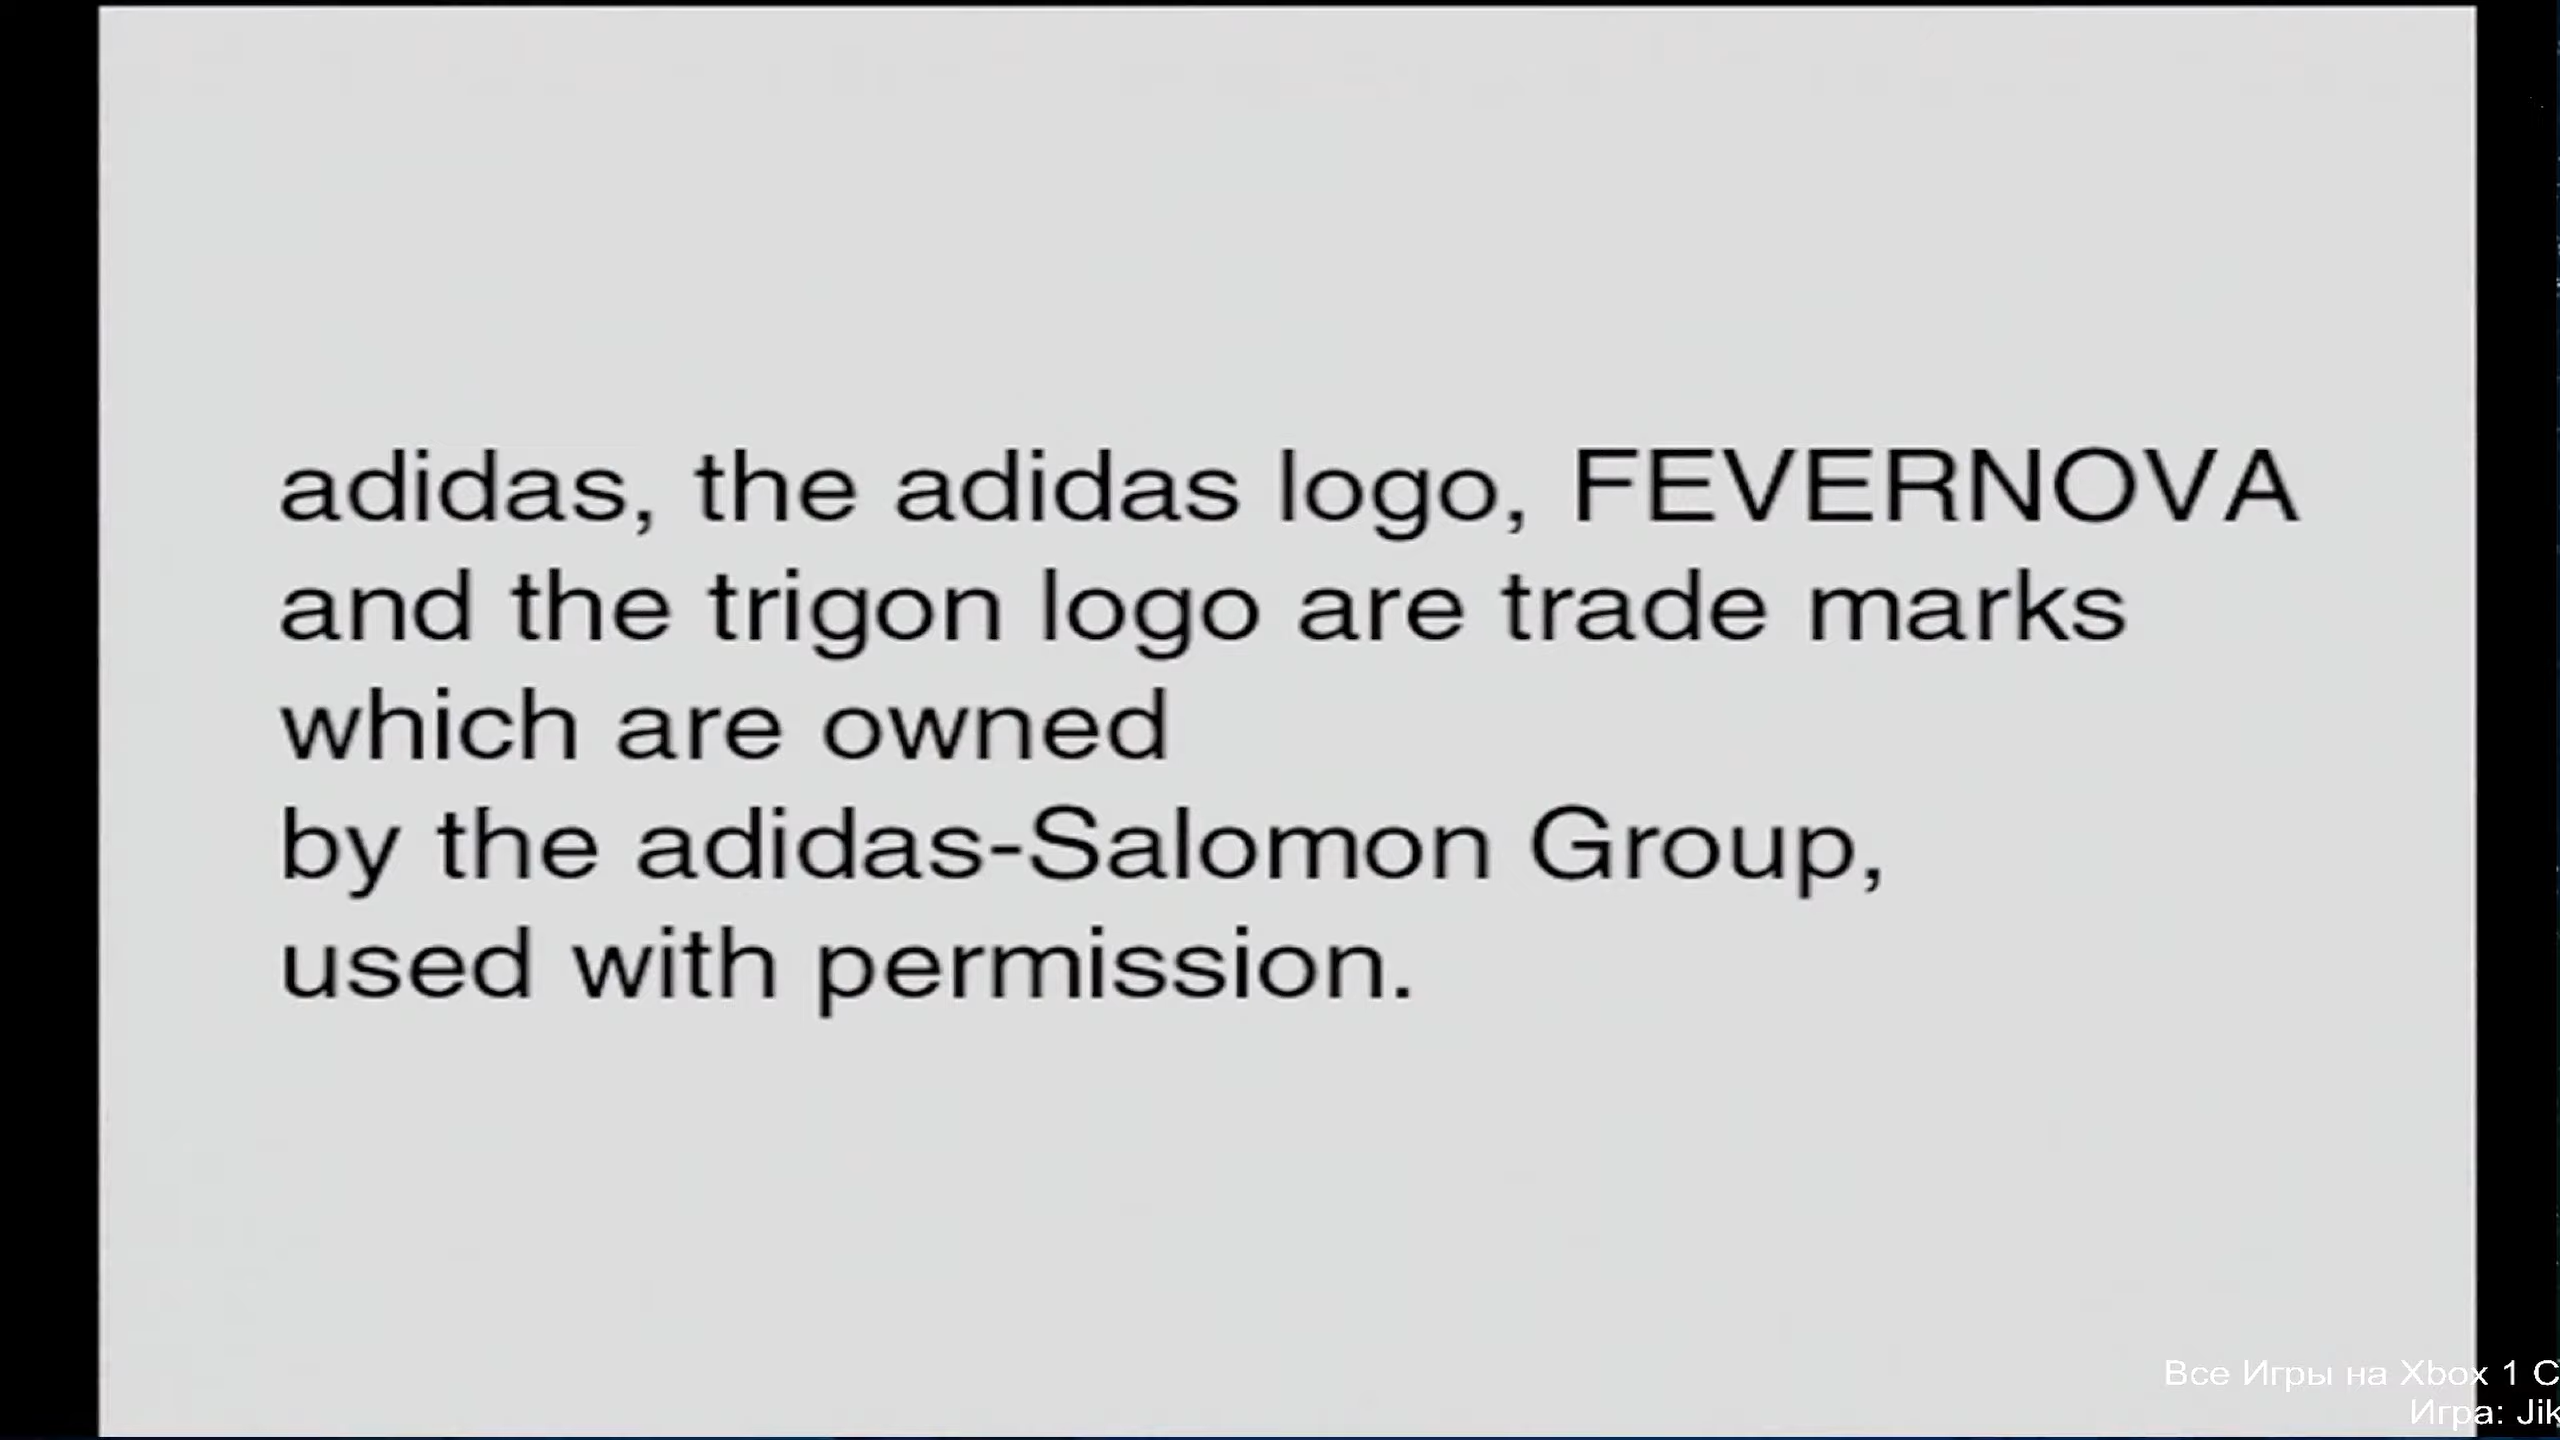 adidas, the adidas logo, FEVERNOVA
and the trigon logo are trade marks
which are owned
by the adidas-Salomon Group,
used with permission.
Все Игры на Xbox 1 С
Игра: Jik